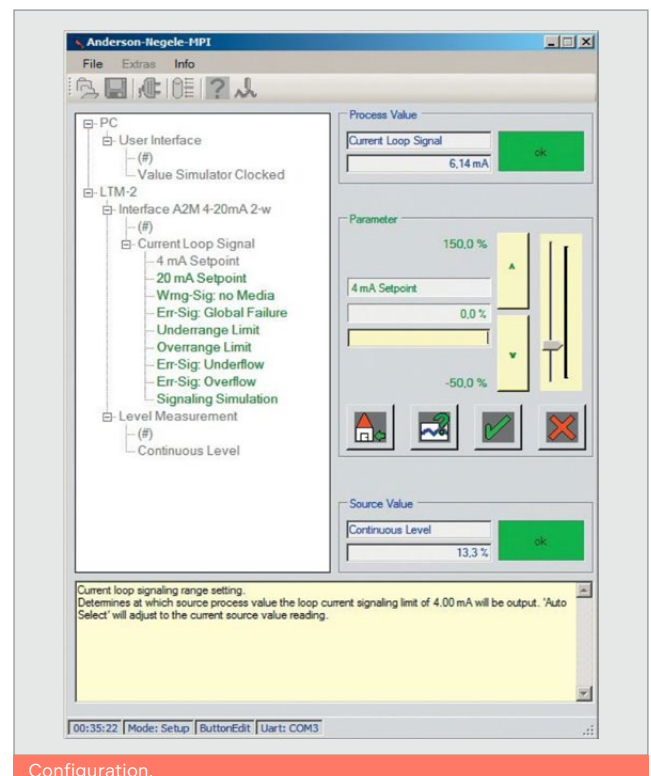 Anderson-Negele-MPI
File Extras Info
PC
User Interface
(#)
Value Simulator Clocked
LTM-2
Interface A2M 4-20mA 2-w
(#)
Current Loop Signal
4 mA Setpoint
20 mA Setpoint
Wrng-Sig: no Media
Err-Sig: Global Failure
Underrange Limit
Overrange Limit
Err-Sig: Underflow
Err-Sig: Overflow
Signaling Simulation
Level Measurement
(#)
Continuous Level
Process Value
Current Loop Signal
6,14 mA
ok
Parameter
150,0 %
4 mA Setpoint
0,0 %
-50,0 %
Source Value
Continuous Level
13,3 %
ok
Current loop signaling range setting.
Determines at which source process value the loop current signaling limit of 4.00 mA will be output. 'Auto
Select' will adjust to the current source value reading.
00:35:22 Mode: Setup ButtonEdit Uart: COM3
Configuration.